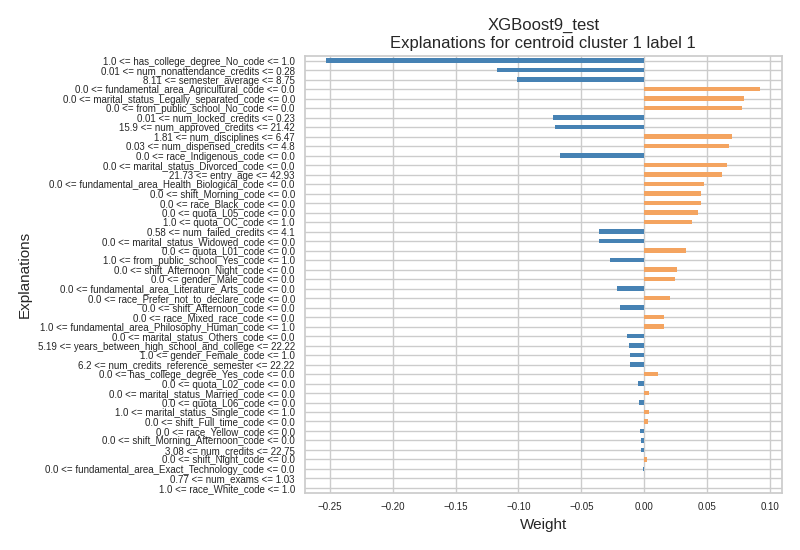 XGBoost9_test
Explanations for centroid cluster 1 label 1
1.0 <= has_college_degree_No_code <= 1.0
0.01 <= num_nonattendance_credits <= 0.28
8.11 <= semester_average <= 8.75
0.0 <= fundamental_area_Agricultural_code <= 0.0
0.0 <= marital_status_Legally_separated_code <= 0.0
0.0 <= from_public_school_No_code <= 0.0
0.01 <= num_locked_credits <= 0.23
15.9 <= num_approved_credits <= 21.42
1.81 <= num_disciplines <= 6.47
0.03 <= num_dispensed_credits <= 4.8
0.0 <= race_Indigenous_code <= 0.0
0.0 <= marital_status_Divorced_code <= 0.0
21.73 <= entry_age <= 42.93
0.0 <= fundamental_area_Health_Biological_code <= 0.0
0.0 <= shift_Morning_code <= 0.0
0.0 <= race_Black_code <= 0.0
0.0 <= quota_L05_code <= 0.0
1.0 <= quota_OC_code <= 1.0
0.58 <= num_failed_credits <= 4.1
0.0 <= marital_status_Widowed_code <= 0.0
0.0 <= quota_L01_code <= 0.0
1.0 <= from_public_school_Yes_code <= 1.0
0.0 <= shift_Afternoon_Night_code <= 0.0
0.0 <= gender_Male_code <= 0.0
0.0 <= fundamental_area_Literature_Arts_code <= 0.0
0.0 <= race_Prefer_not_to_declare_code <= 0.0
0.0 <= shift_Afternoon_code <= 0.0
0.0 <= race_Mixed_race_code <= 0.0
1.0 <= fundamental_area_Philosophy_Human_code <= 1.0
0.0 <= marital_status_Others_code <= 0.0
5.19 <= years_between_high_school_and_college <= 22.22
1.0 <= gender_Female_code <= 1.0
6.2 <= num_credits_reference_semester <= 22.22
0.0 <= has_college_degree_Yes_code <= 0.0
0.0 <= quota_L02_code <= 0.0
0.0 <= marital_status_Married_code <= 0.0
0.0 <= quota_L06_code <= 0.0
1.0 <= marital_status_Single_code <= 1.0
0.0 <= shift_Full_time_code <= 0.0
0.0 <= race_Yellow_code <= 0.0
0.0 <= shift_Morning_Afternoon_code <= 0.0
3.08 <= num_credits <= 22.75
0.0 <= shift_Night_code <= 0.0
0.0 <= fundamental_area_Exact_Technology_code <= 0.0
0.77 <= num_exams <= 1.03
1.0 <= race_White_code <= 1.0
Explanations
−0.25 −0.20 −0.15 −0.10 −0.05 0.00 0.05 0.10
Weight